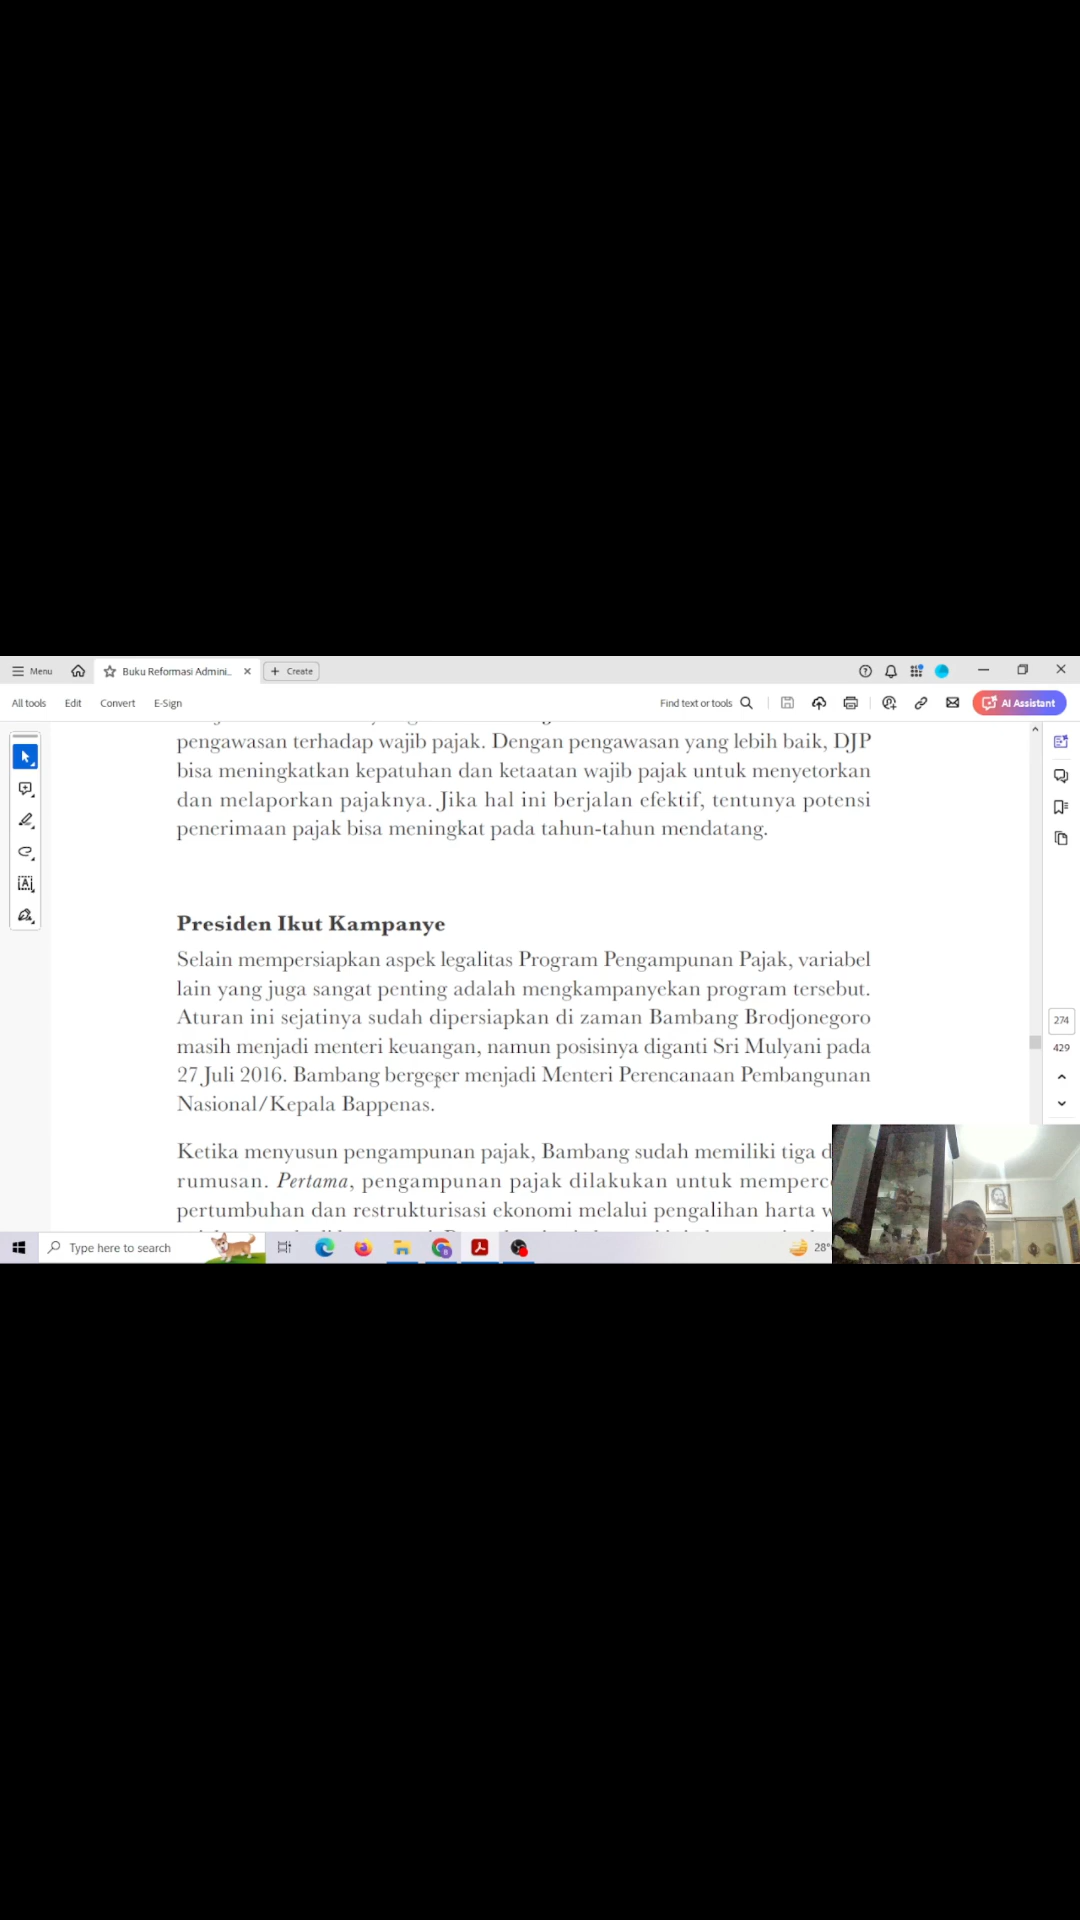 Menu
Buku Reformasi Admini...
Create
All tools Edit Convert E-Sign
Find text or tools
AI Assistant
pengawasan terhadap wajib pajak. Dengan pengawasan yang lebih baik, DJP
bisa meningkatkan kepatuhan dan ketaatan wajib pajak untuk menyetorkan
dan melaporkan pajaknya. Jika hal ini berjalan efektif, tentunya potensi
penerimaan pajak bisa meningkat pada tahun-tahun mendatang.
Presiden Ikut Kampanye
Selain mempersiapkan aspek legalitas Program Pengampunan Pajak, variabel
lain yang juga sangat penting adalah mengkampanyekan program tersebut.
Aturan ini sejatinya sudah dipersiapkan di zaman Bambang Brodjonegoro
masih menjadi menteri keuangan, namun posisinya diganti Sri Mulyani pada
27 Juli 2016. Bambang bergeser menjadi Menteri Perencanaan Pembangunan
Nasional/Kepala Bappenas.
Ketika menyusun pengampunan pajak, Bambang sudah memiliki tiga d
rumusan. Pertama, pengampunan pajak dilakukan untuk memperc
pertumbuhan dan restrukturisasi ekonomi melalui pengalihan harta w
274
429
Type here to search
28°